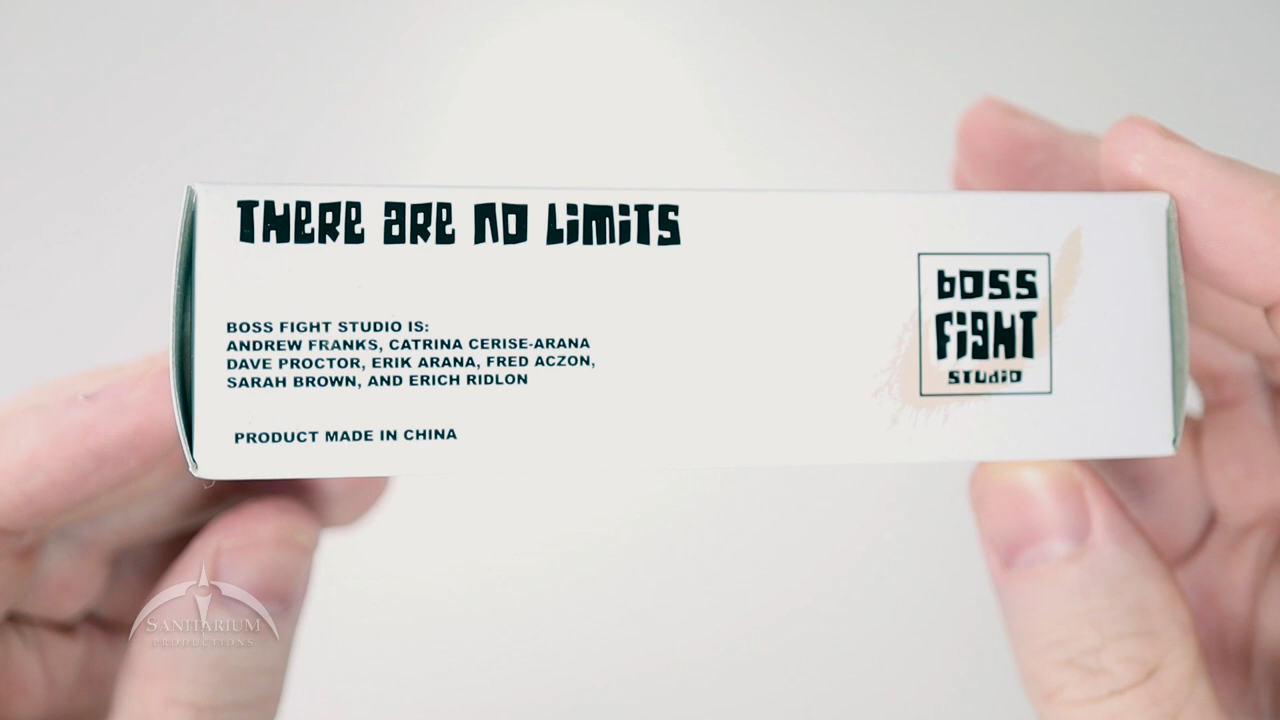 THERE ARE NO LIMITS
BOSS FIGHT STUDIO IS:
ANDREW FRANKS, CATRINA CERISE-ARANA
DAVE PROCTOR, ERIK ARANA, FRED ACZON,
SARAH BROWN, AND ERICH RIDLON
PRODUCT MADE IN CHINA
boss
FiGHT
STUdiO
SANITARIUM
PRODUCTIONS